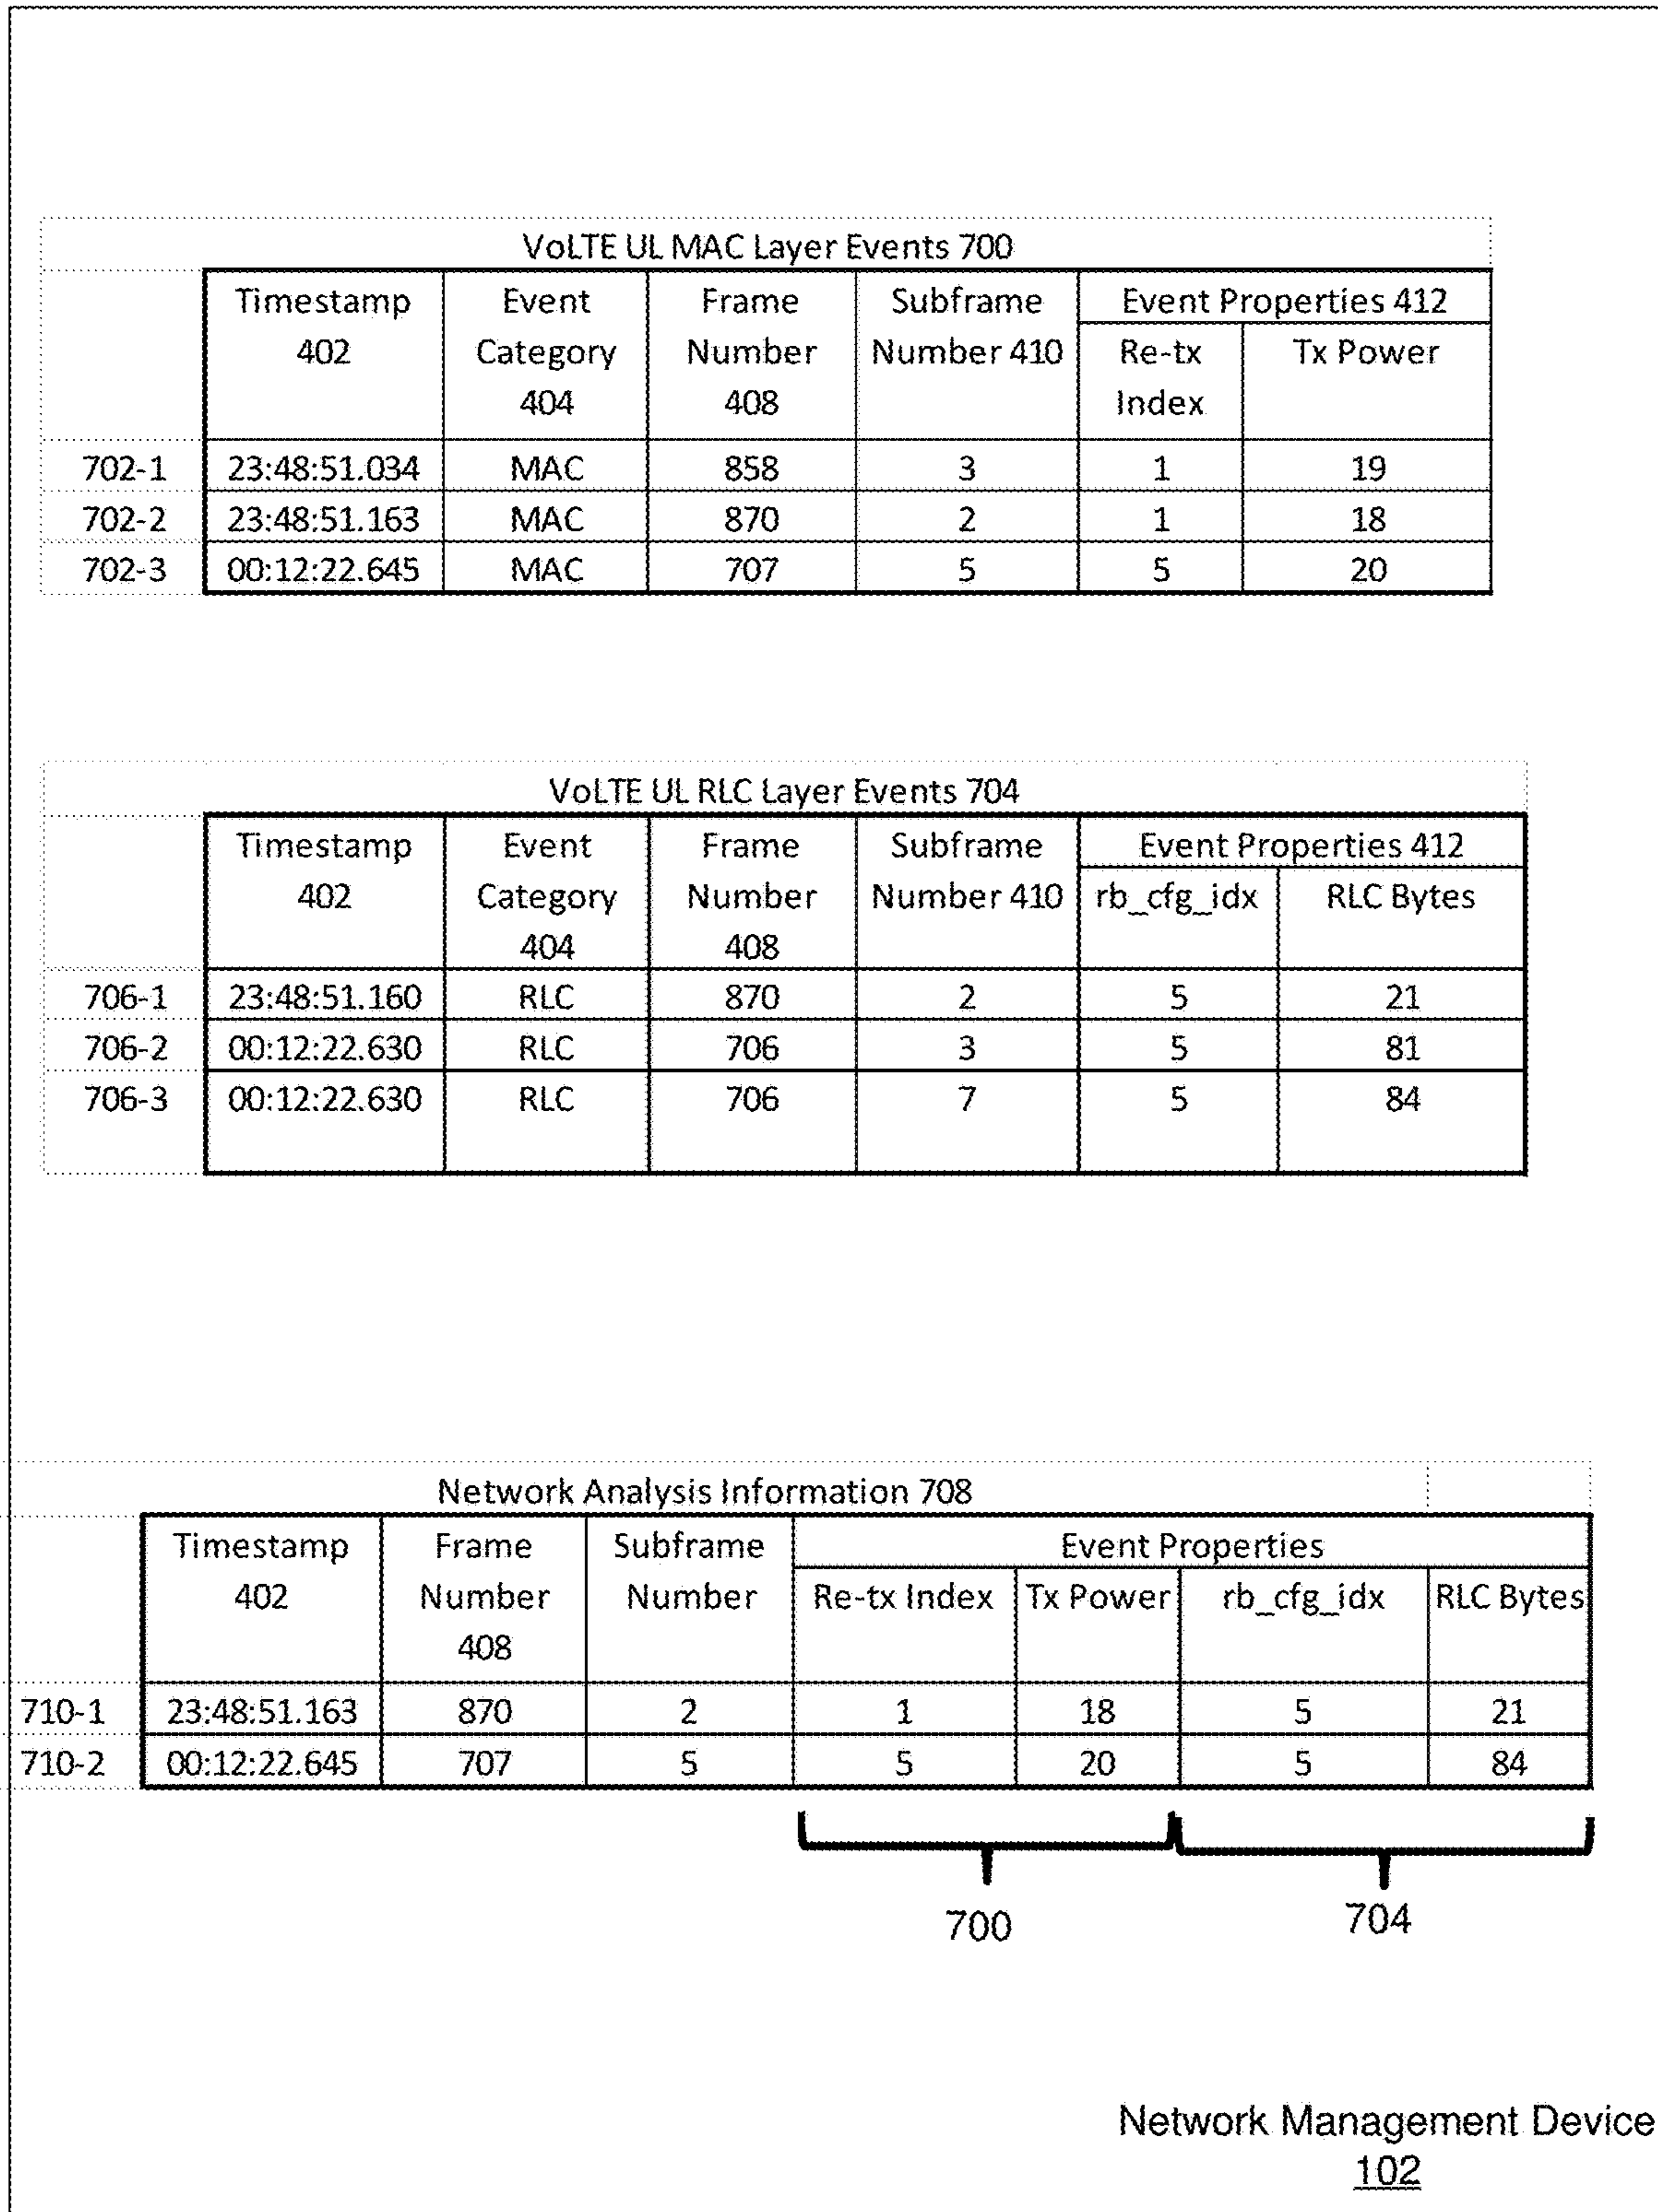 VoLTE UL MAC Layer Events 700
Timestamp 402 Event Category 404 Frame Number 408 Subframe Number 410 Event Properties 412
Re-tx Index Tx Power
702-1 23:48:51.034 MAC 858 3 1 19
702-2 23:48:51.163 MAC 870 2 1 18
702-3 00:12:22.645 MAC 707 5 5 20
VoLTE UL RLC Layer Events 704
Timestamp 402 Event Category 404 Frame Number 408 Subframe Number 410 Event Properties 412
rb_cfg_idx RLC Bytes
706-1 23:48:51.160 RLC 870 2 5 21
706-2 00:12:22.630 RLC 706 3 5 81
706-3 00:12:22.630 RLC 706 7 5 84
Network Analysis Information 708
Timestamp 402 Frame Number 408 Subframe Number Event Properties
Re-tx Index Tx Power rb_cfg_idx RLC Bytes
710-1 23:48:51.163 870 2 1 18 5 21
710-2 00:12:22.645 707 5 5 20 5 84
700 704
Network Management Device
102